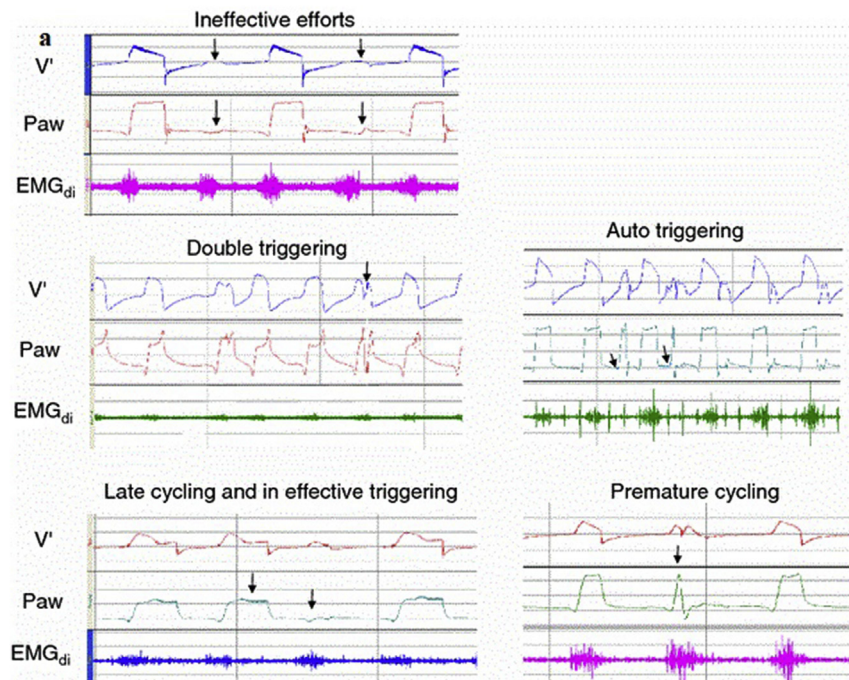 Ineffective efforts
a
V'
Paw
EMGdi
Double triggering
V'
Paw
EMGdi
Auto triggering
Late cycling and in effective triggering
V'
Paw
EMGdi
Premature cycling